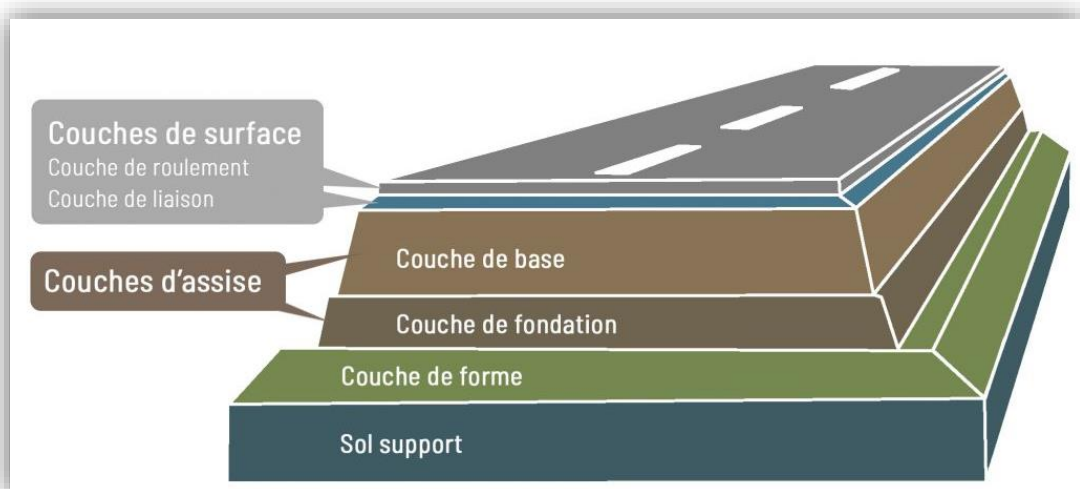 Couches de surface
Couche de roulement
Couche de liaison
Couches d'assise
Couche de base
Couche de fondation
Couche de forme
Sol support